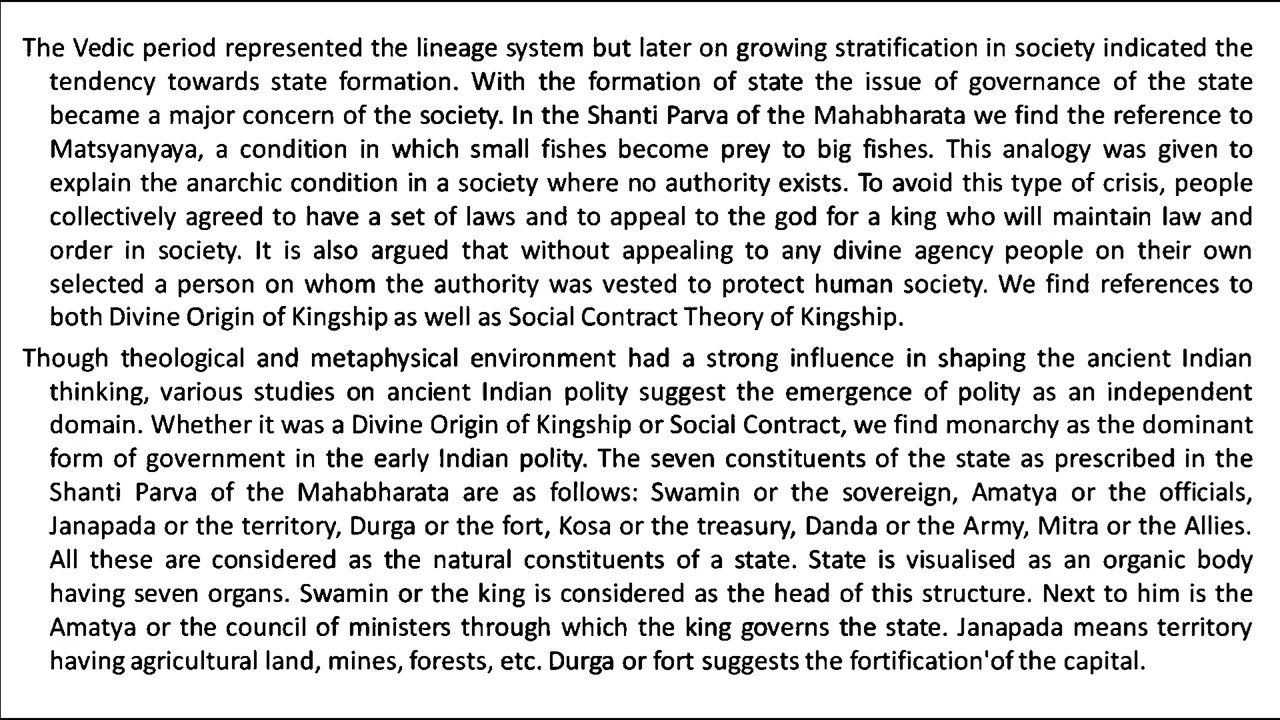 The Vedic period represented the lineage system but later on growing stratification in society indicated the
tendency towards state formation. With the formation of state the issue of governance of the state
became a major concern of the society. In the Shanti Parva of the Mahabharata we find the reference to
Matsyanyaya, a condition in which small fishes become prey to big fishes. This analogy was given to
explain the anarchic condition in a society where no authority exists. To avoid this type of crisis, people
collectively agreed to have a set of laws and to appeal to the god for a king who will maintain law and
order in society. It is also argued that without appealing to any divine agency people on their own
selected a person on whom the authority was vested to protect human society. We find references to
both Divine Origin of Kingship as well as Social Contract Theory of Kingship.
Though theological and metaphysical environment had a strong influence in shaping the ancient Indian
thinking, various studies on ancient Indian polity suggest the emergence of polity as an independent
domain. Whether it was a Divine Origin of Kingship or Social Contract, we find monarchy as the dominant
form of government in the early Indian polity. The seven constituents of the state as prescribed in the
Shanti Parva of the Mahabharata are as follows: Swamin or the sovereign, Amatya or the officials,
Janapada or the territory, Durga or the fort, Kosa or the treasury, Danda or the Army, Mitra or the Allies.
All these are considered as the natural constituents of a state. State is visualised as an organic body
having seven organs. Swamin or the king is considered as the head of this structure. Next to him is the
Amatya or the council of ministers through which the king governs the state. Janapada means territory
having agricultural land, mines, forests, etc. Durga or fort suggests the fortification'of the capital.